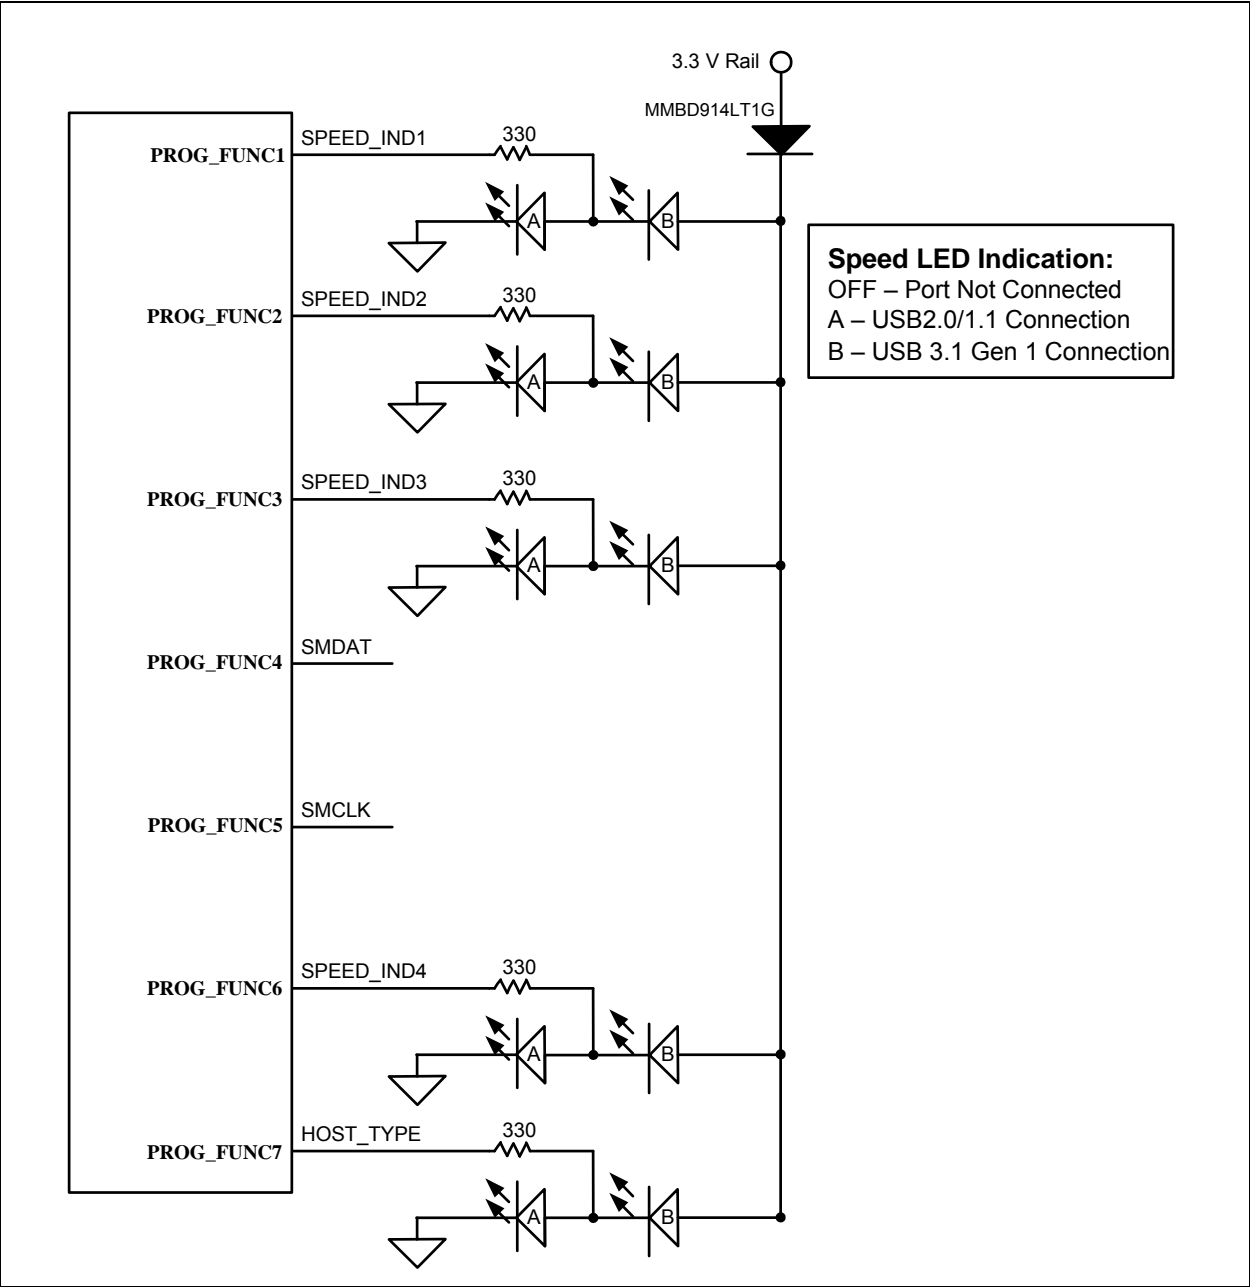 3.3 V Rail
MMBD914LT1G
PROG_FUNC1
SPEED_IND1
330
A
B
Speed LED Indication:
OFF – Port Not Connected
A – USB2.0/1.1 Connection
B – USB 3.1 Gen 1 Connection
PROG_FUNC2
SPEED_IND2
330
A
B
PROG_FUNC3
SPEED_IND3
330
A
B
PROG_FUNC4
SMDAT
PROG_FUNC5
SMCLK
PROG_FUNC6
SPEED_IND4
330
A
B
PROG_FUNC7
HOST_TYPE
330
A
B